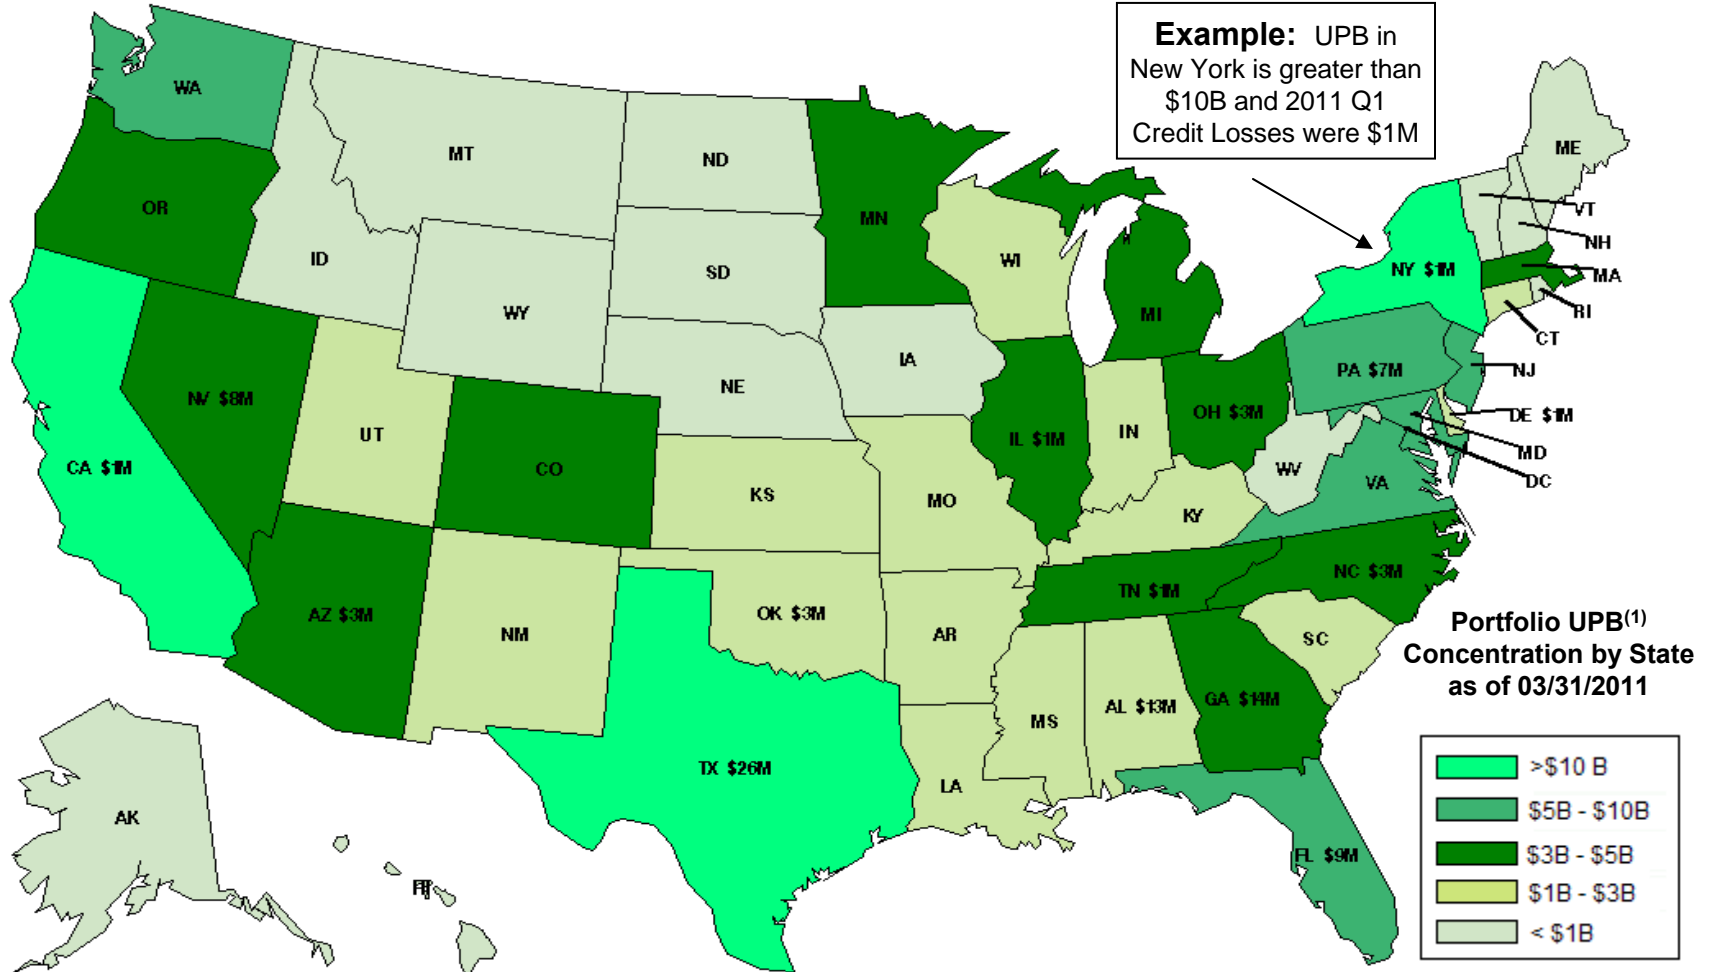 Example: UPB in
New York is greater than
$10B and 2011 Q1
Credit Losses were $1M
WA
MT
ND
ME
OR
MN
VT
ID
SD
WI
NH
NY $1M
MA
WY
MI
RI
CT
IA
PA $7M
NJ
NE
NV $8M
OH $3M
DE $1M
UT
IN
IL $1M
MD
CA $1M
CO
WV
DC
KS
MO
VA
KY
NC $3M
TN $1M
AZ $3M
OK $3M
NM
AR
SC
Portfolio UPB(1)
Concentration by State
as of 03/31/2011
MS
AL $13M
GA $14M
TX $26M
LA
>$10 B
$5B - $10B
AK
FL $9M
$3B - $5B
$1B - $3B
< $1B